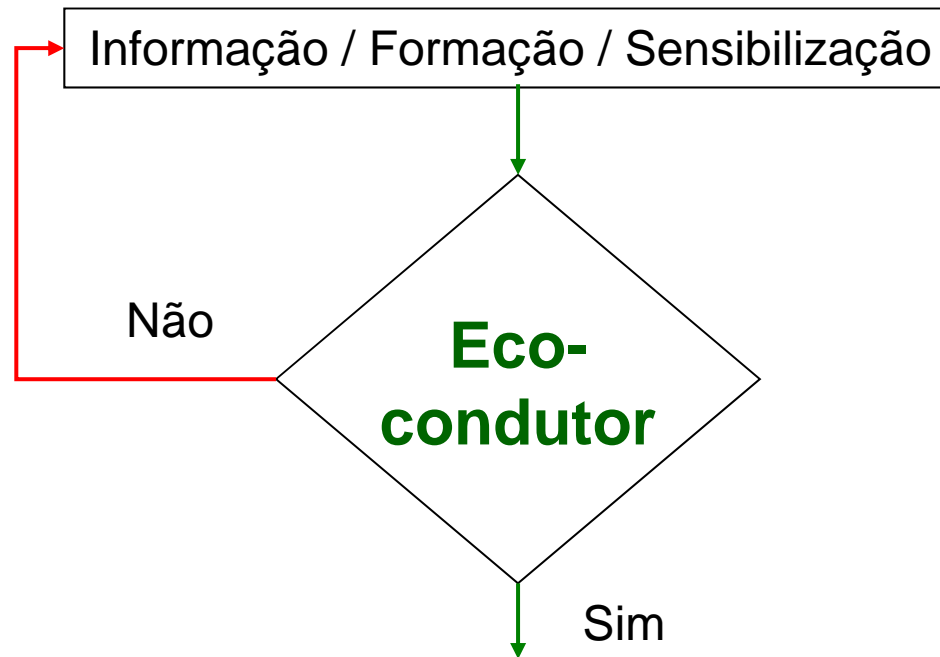 Informação / Formação / Sensibilização
Não
Eco-
condutor
Sim